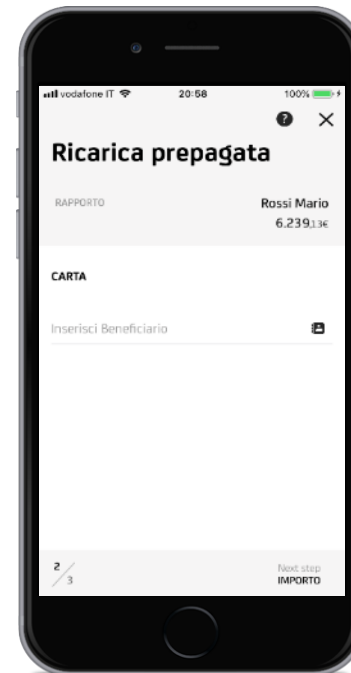 vodafone IT 20:58 100%
Ricarica prepagata
RAPPORTO Rossi Mario
6.239,13€
CARTA
Inserisci Beneficiario
2/3 Next step
IMPORTO